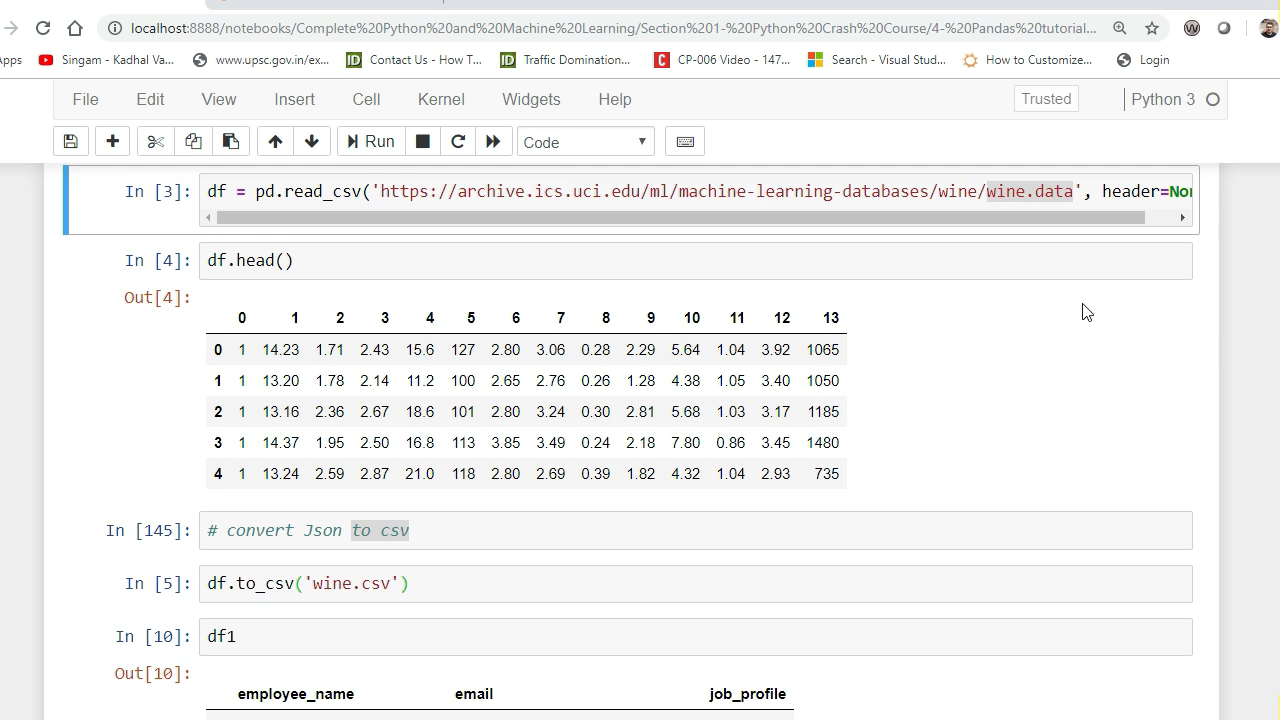 localhost:8888/notebooks/Complete%20Python%20and%20Machine%20Learning/Section%201-%20Python%20Crash%20Course/4-%20Pandas%20tutorial...
Apps Singam - Kadhal Va... www.upsc.gov.in/ex... ID Contact Us - How T... ID Traffic Domination... C CP-006 Video - 147... Search - Visual Stud... How to Customize... Login
File Edit View Insert Cell Kernel Widgets Help Trusted Python 3
Run Code
In [3]: df = pd.read_csv('https://archive.ics.uci.edu/ml/machine-learning-databases/wine/wine.data', header=Non
In [4]: df.head()
Out[4]:
0 1 2 3 4 5 6 7 8 9 10 11 12 13
0 1 14.23 1.71 2.43 15.6 127 2.80 3.06 0.28 2.29 5.64 1.04 3.92 1065
1 1 13.20 1.78 2.14 11.2 100 2.65 2.76 0.26 1.28 4.38 1.05 3.40 1050
2 1 13.16 2.36 2.67 18.6 101 2.80 3.24 0.30 2.81 5.68 1.03 3.17 1185
3 1 14.37 1.95 2.50 16.8 113 3.85 3.49 0.24 2.18 7.80 0.86 3.45 1480
4 1 13.24 2.59 2.87 21.0 118 2.80 2.69 0.39 1.82 4.32 1.04 2.93 735
In [145]: # convert Json to csv
In [5]: df.to_csv('wine.csv')
In [10]: df1
Out[10]:
employee_name email job_profile